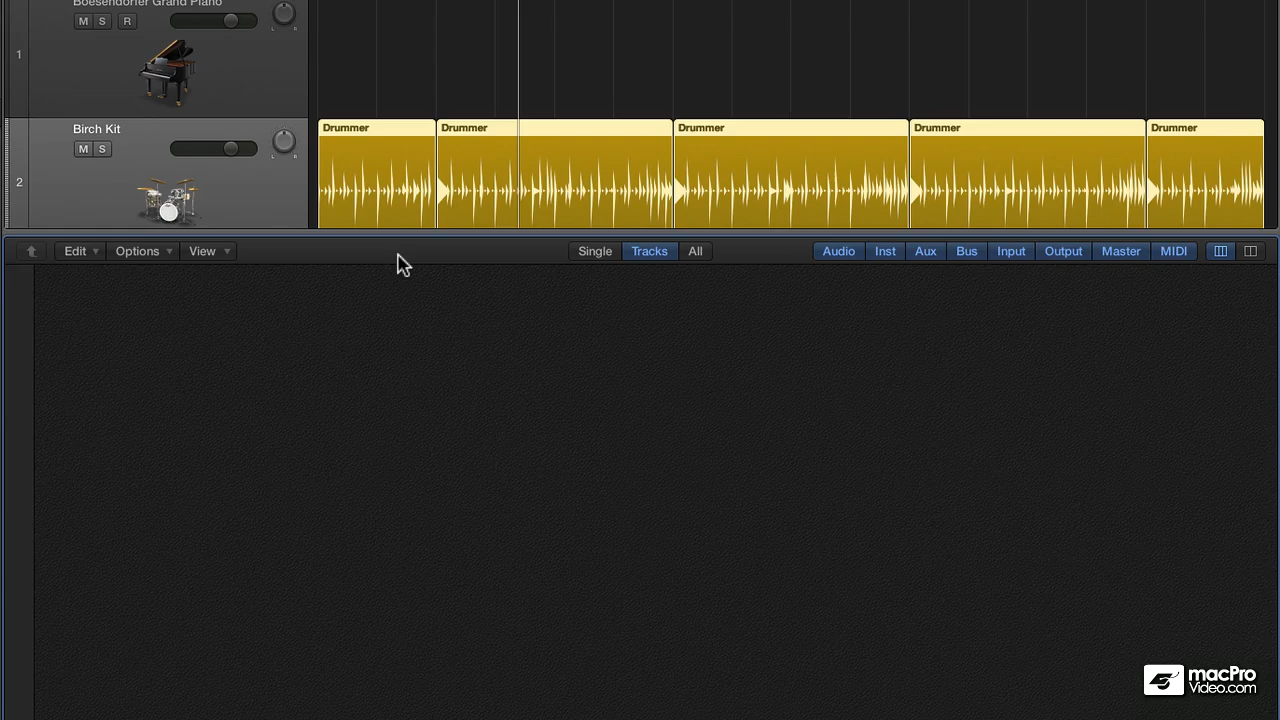 Boesendorfer Grand Piano
M S R
L R
1
Birch Kit
M S
L R
2
Drummer Drummer Drummer Drummer Drummer
Edit Options View Single Tracks All Audio Inst Aux Bus Input Output Master MIDI
macPro
Video.com